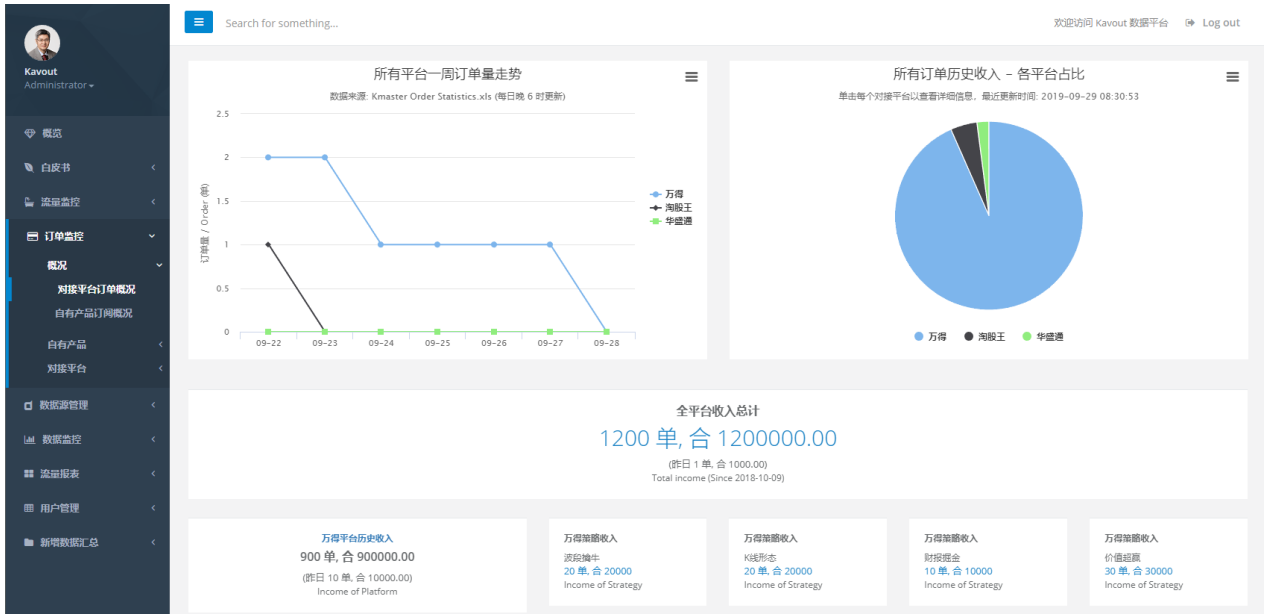 Kavout
Administrator
概览
白皮书
流量监控
订单监控
概况
对接平台订单概况
自有产品订阅概况
自有产品
对接平台
数据源管理
数据监控
流量报表
用户管理
新增数据汇总
Search for something...
欢迎访问 Kavout 数据平台
Log out
所有平台一周订单量走势
数据来源: Kmaster Order Statistics.xls (每日晚 6 时更新)
订单量 / Order (单)
2.5
2
1.5
1
0.5
0
09-22 09-23 09-24 09-25 09-26 09-27 09-28
万得
淘股王
华盛通
所有订单历史收入 - 各平台占比
单击每个对接平台以查看详细信息，最近更新时间: 2019-09-29 08:30:53
万得 淘股王 华盛通
全平台收入总计
1200 单, 合 1200000.00
(昨日 1 单, 合 1000.00)
Total income (Since 2018-10-09)
万得平台历史收入
900 单, 合 900000.00
(昨日 10 单, 合 10000.00)
Income of Platform
万得策略收入
波段擒牛
20 单, 合 20000
Income of Strategy
万得策略收入
K线形态
20 单, 合 20000
Income of Strategy
万得策略收入
财报掘金
10 单, 合 10000
Income of Strategy
万得策略收入
价值超赢
30 单, 合 30000
Income of Strategy